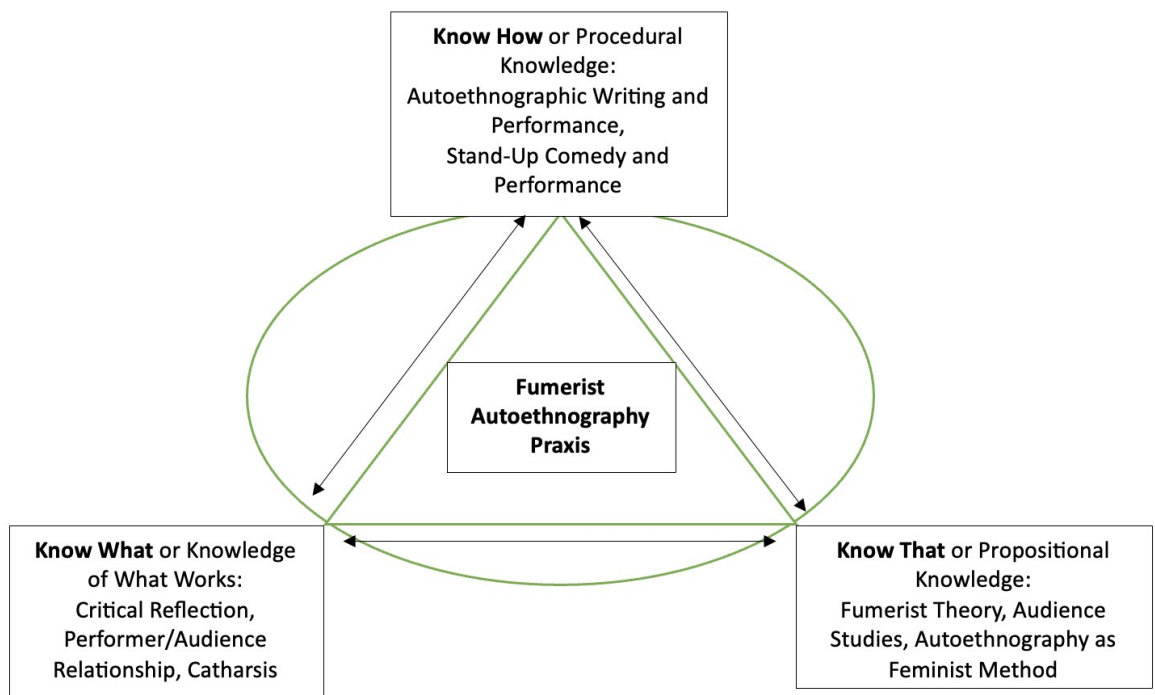 Know How or Procedural
Knowledge:
Autoethnographic Writing and
Performance,
Stand-Up Comedy and
Performance
Fumerist
Autoethnography
Praxis
Know What or Knowledge
of What Works:
Critical Reflection,
Performer/Audience
Relationship, Catharsis
Know That or Propositional
Knowledge:
Fumerist Theory, Audience
Studies, Autoethnography as
Feminist Method